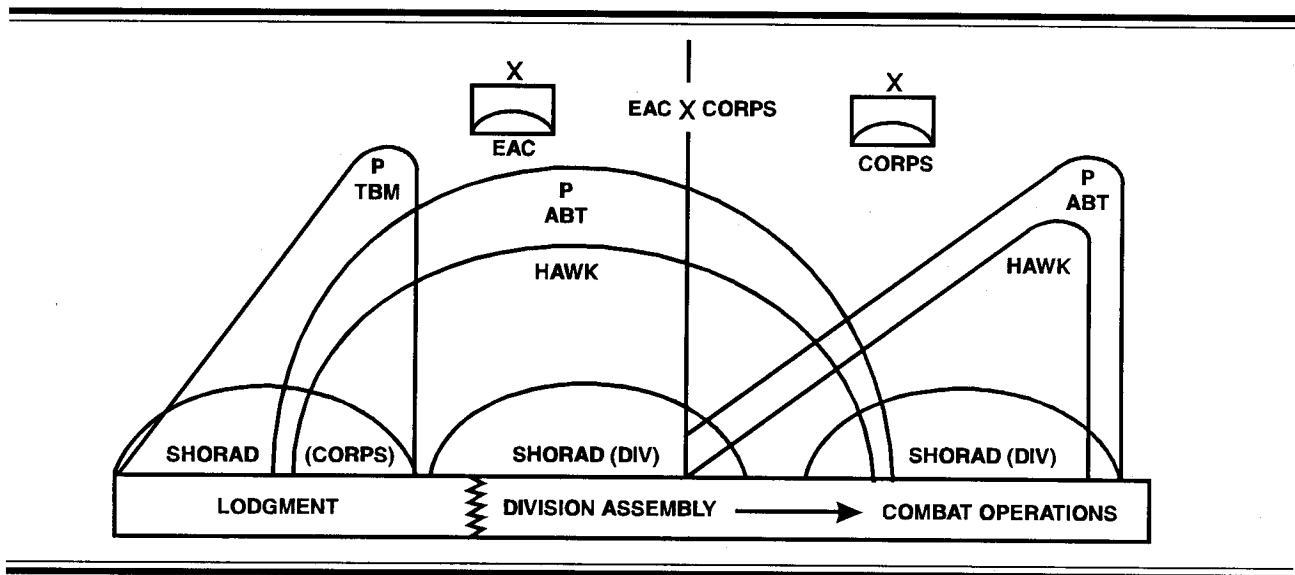 X
EAC
EAC X CORPS
X
CORPS
P
TBM
P
ABT
HAWK
P
ABT
HAWK
SHORAD (CORPS)
SHORAD (DIV)
SHORAD (DIV)
LODGMENT
DIVISION ASSEMBLY
COMBAT OPERATIONS